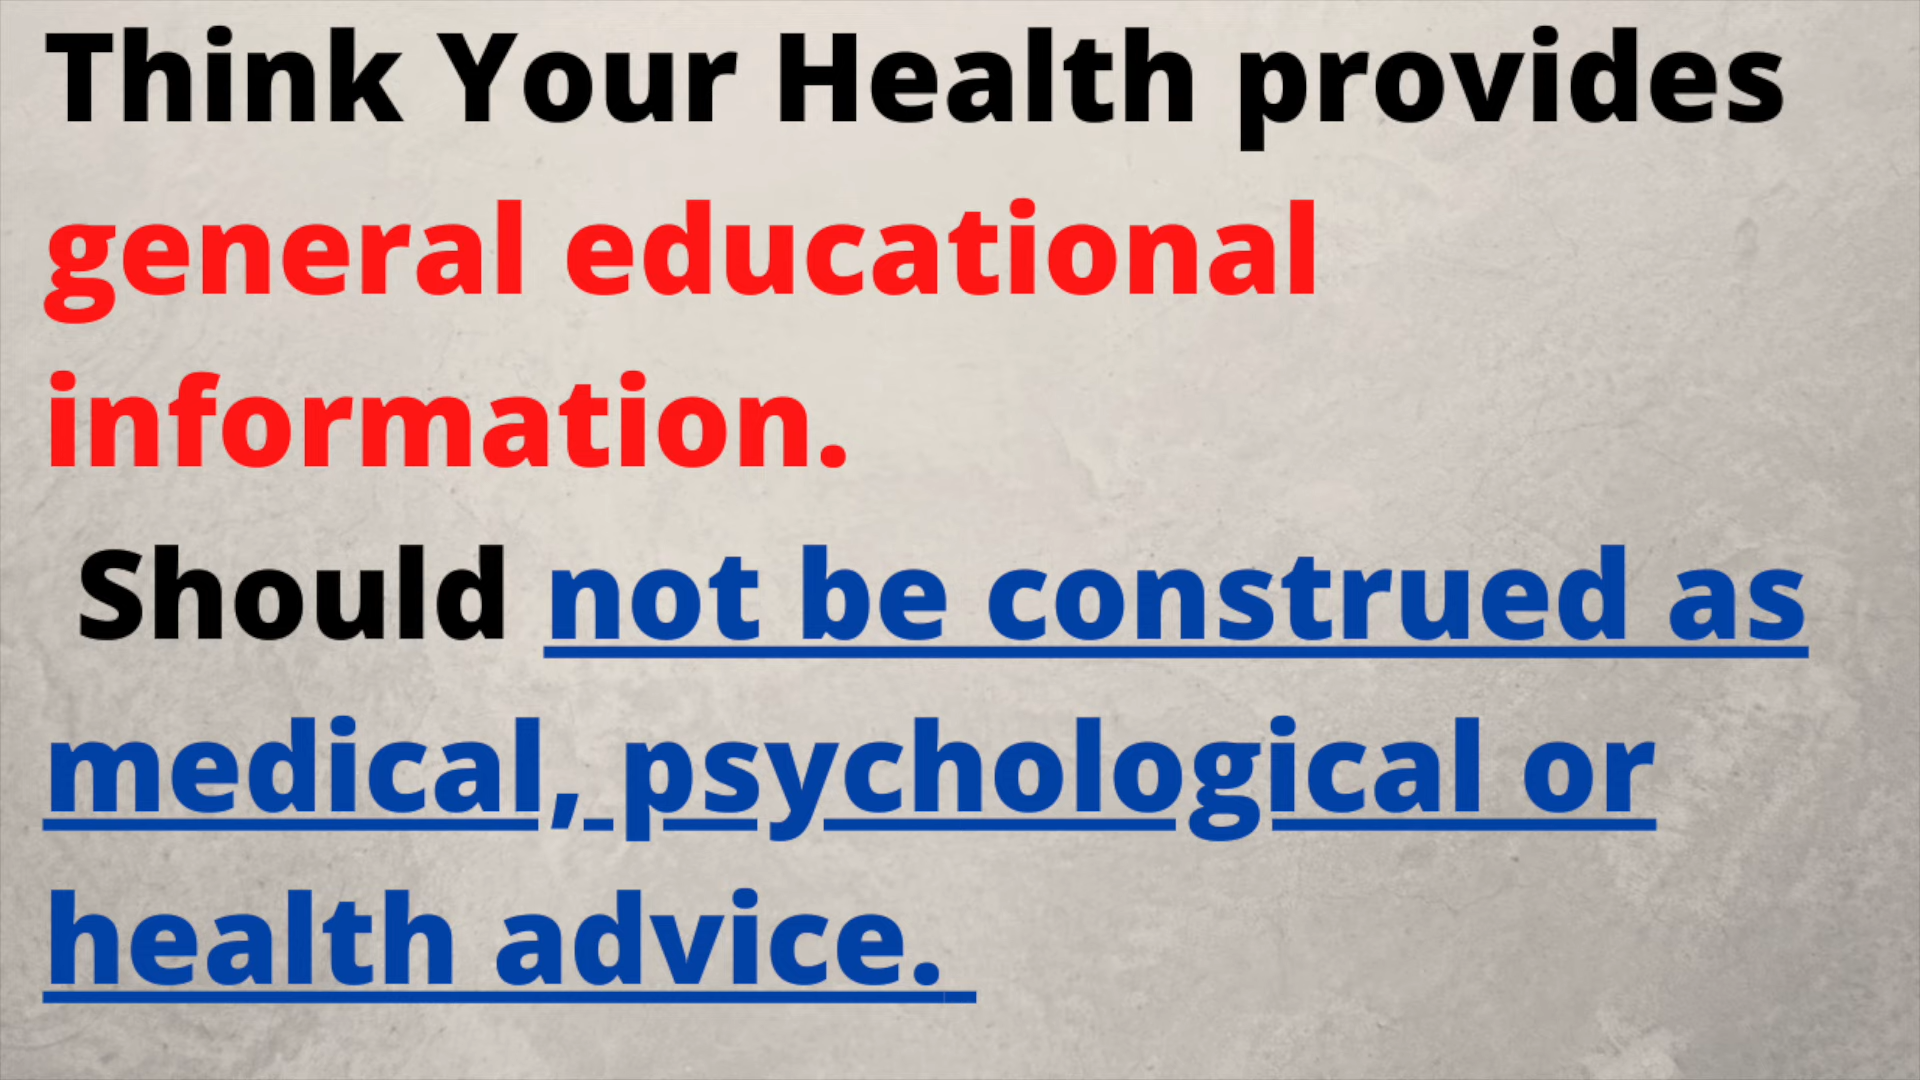 Think Your Health provides
general educational
information.
Should not be construed as
medical, psychological or
health advice.